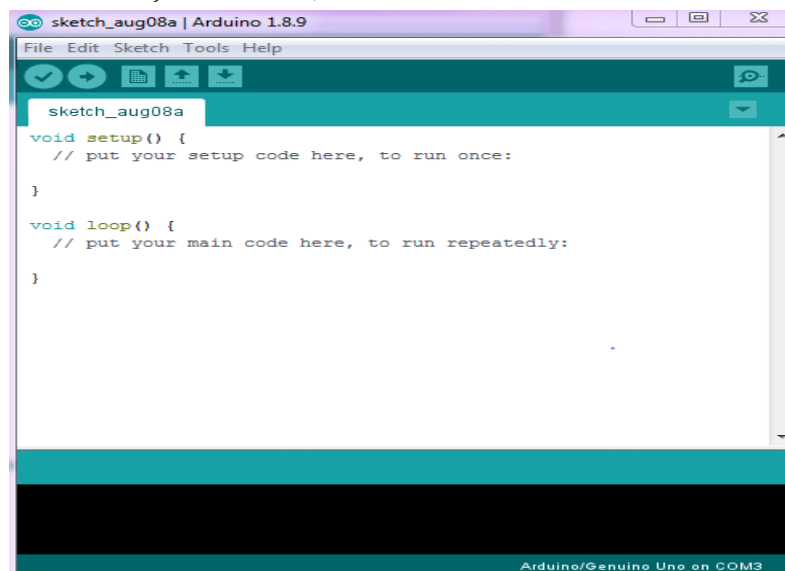 sketch_aug08a | Arduino 1.8.9
File Edit Sketch Tools Help
sketch_aug08a
void setup() {
// put your setup code here, to run once:
}
void loop() {
// put your main code here, to run repeatedly:
}
Arduino/Genuino Uno on COM3